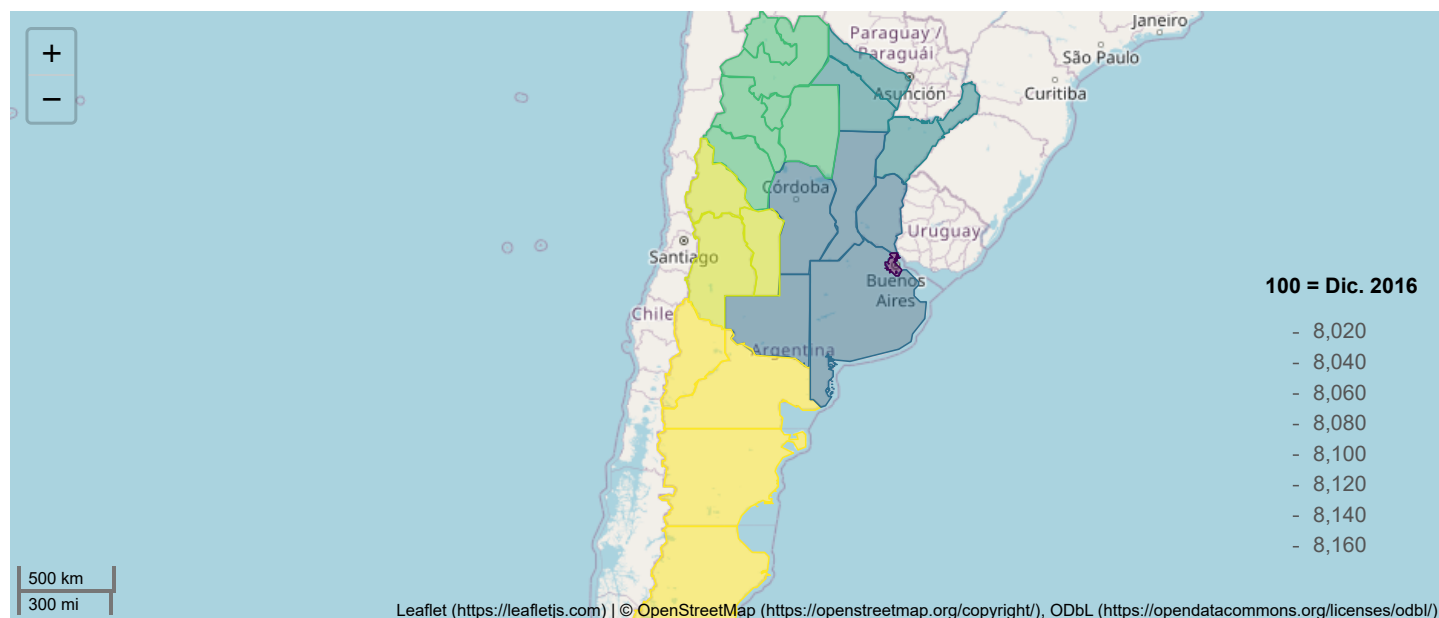 +
−
Janeiro
Paraguay /
Paraguái
São Paulo
Asunción
Curitiba
Córdoba
Uruguay
Santiago
Buenos
Aires
100 = Dic. 2016
Chile
- 8,020
Argentina
- 8,040
- 8,060
- 8,080
- 8,100
- 8,120
- 8,140
- 8,160
500 km
300 mi
Leaflet (https://leafletjs.com) | © OpenStreetMap (https://openstreetmap.org/copyright/), ODbL (https://opendatacommons.org/licenses/odbl/)